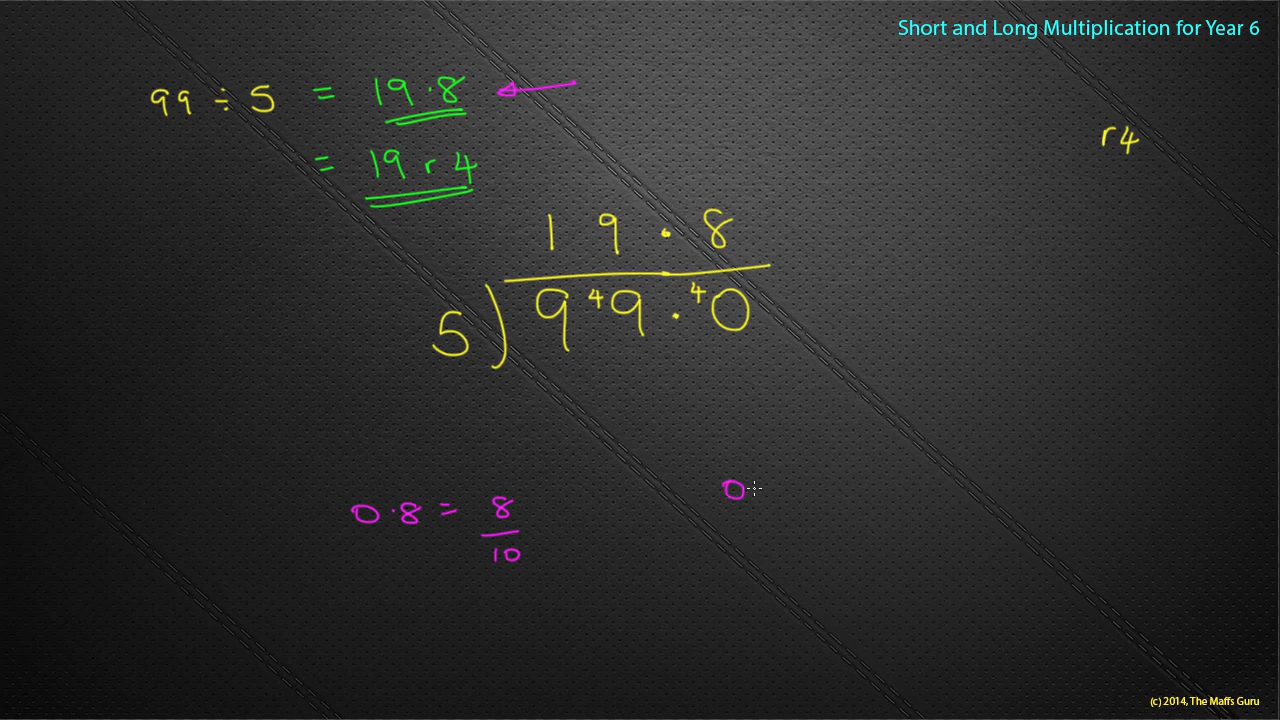 Short and Long Multiplication for Year 6
99 ÷ 5 = 19.8
r4
= 19 r 4
19.8
5)9⁴9.⁴0
0.8 = 8/10
0
(c) 2014, The Maffs Guru